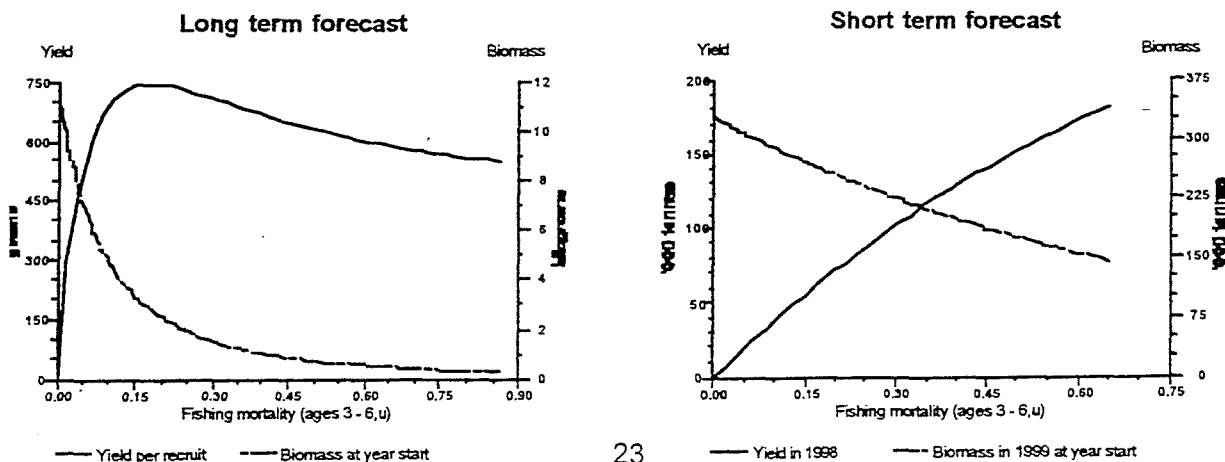 Long term forecast
Yield
Biomass
750
600
450
300
150
0
12
10
8
6
4
2
0
0.00 0.15 0.30 0.45 0.60 0.75 0.90
Fishing mortality (ages 3 - 6,u)
Yield per recruit
Biomass at year start
Short term forecast
Yield
Biomass
200
150
100
50
0
375
300
225
150
75
0
0.00 0.15 0.30 0.45 0.60 0.75
Fishing mortality (ages 3 - 6,u)
Yield in 1998
Biomass in 1999 at year start
23